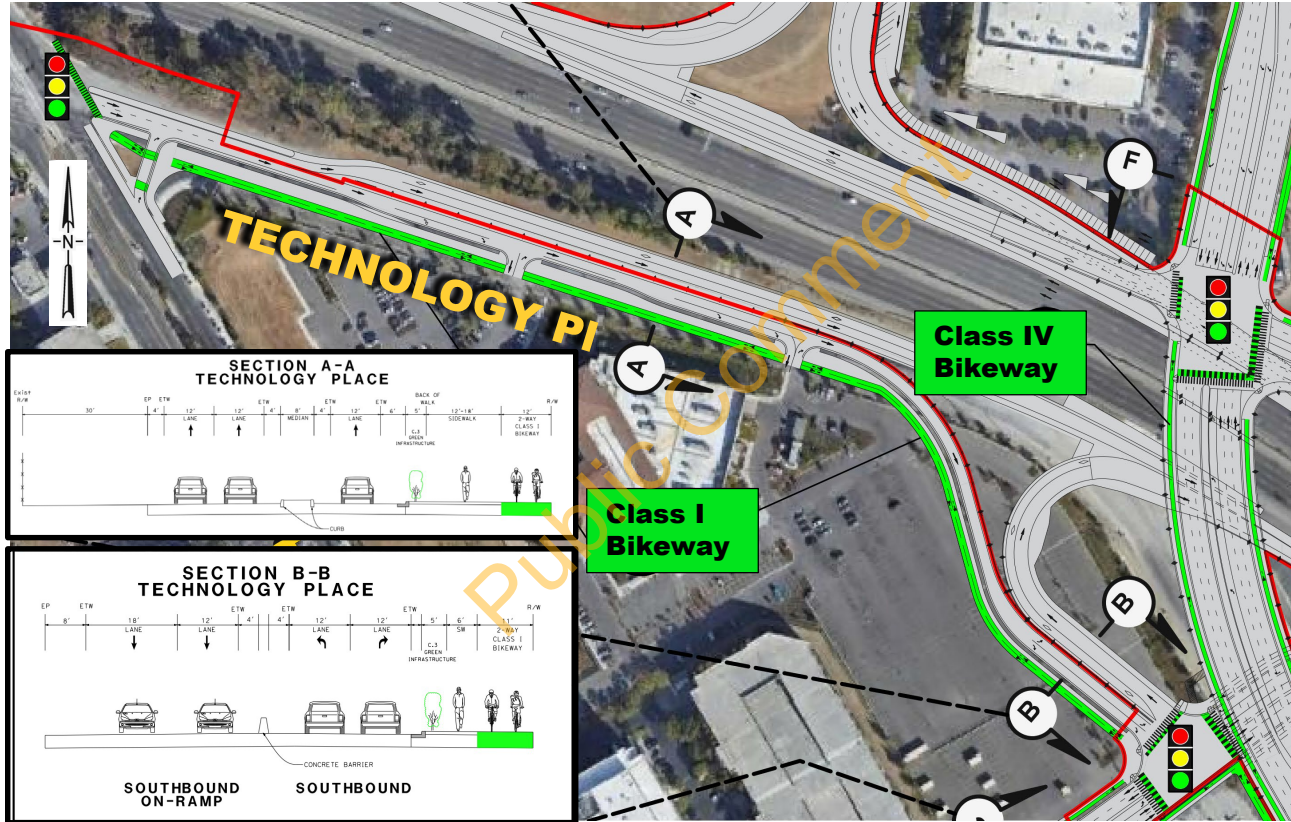 -N-
TECHNOLOGY Pl
A
A
F
B
B
Class IV
Bikeway
Class I
Bikeway
Public Comment
SECTION A-A
TECHNOLOGY PLACE
Exist
R/W
EP
ETW
ETW
ETW
ETW
BACK OF
WALK
R/W
30'
4'
12'
LANE
12'
LANE
4'
8'
MEDIAN
4'
12'
LANE
6'
5'
C.3
GREEN
INFRASTRUCTURE
12'-18'
SIDEWALK
12'
2-WAY
CLASS I
BIKEWAY
CURB
SECTION B-B
TECHNOLOGY PLACE
EP
ETW
ETW
ETW
ETW
R/W
8'
18'
LANE
12'
LANE
4'
4'
12'
12'
5'
C.3
GREEN
INFRASTRUCTURE
6'
SW
11'
2-WAY
CLASS I
BIKEWAY
CONCRETE BARRIER
SOUTHBOUND
ON-RAMP
SOUTHBOUND